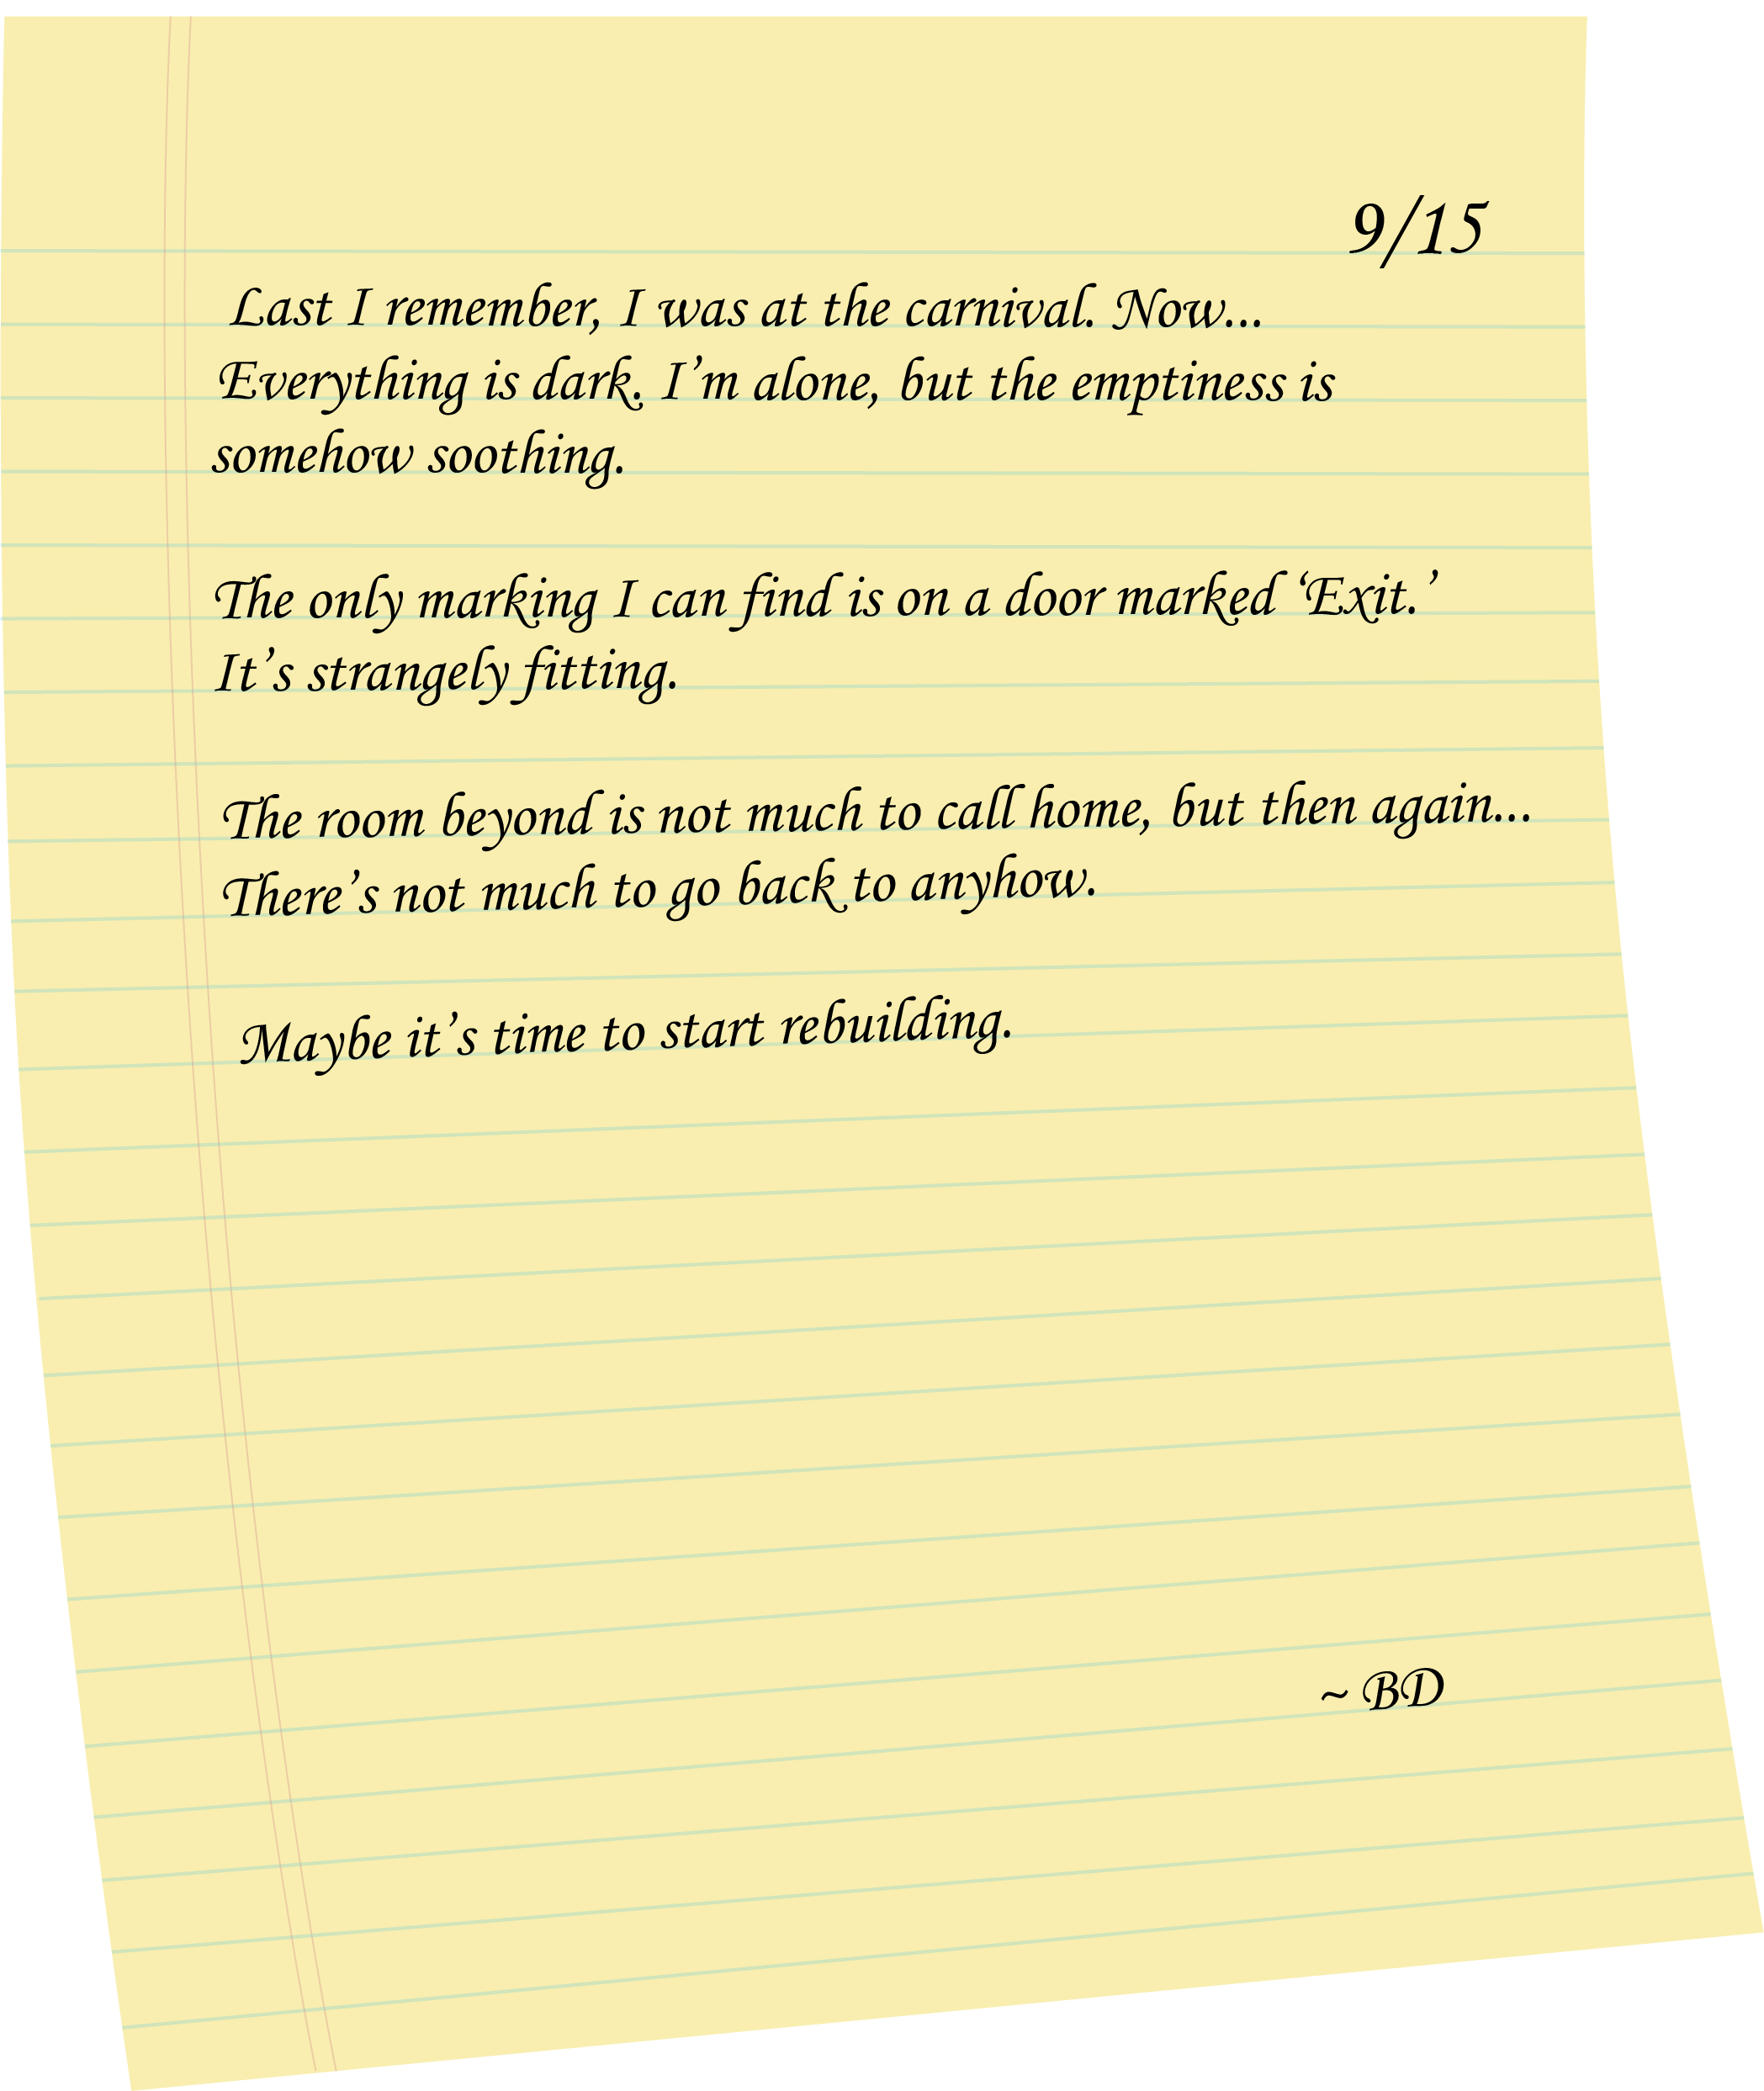 9/15
Last I remember, I was at the carnival. Now...
Everything is dark. I’m alone, but the emptiness is
somehow soothing.
The only marking I can find is on a door marked ‘Exit.’
It’s strangely fitting.
The room beyond is not much to call home, but then again...
There’s not much to go back to anyhow.
Maybe it’s time to start rebuilding.
~ BD